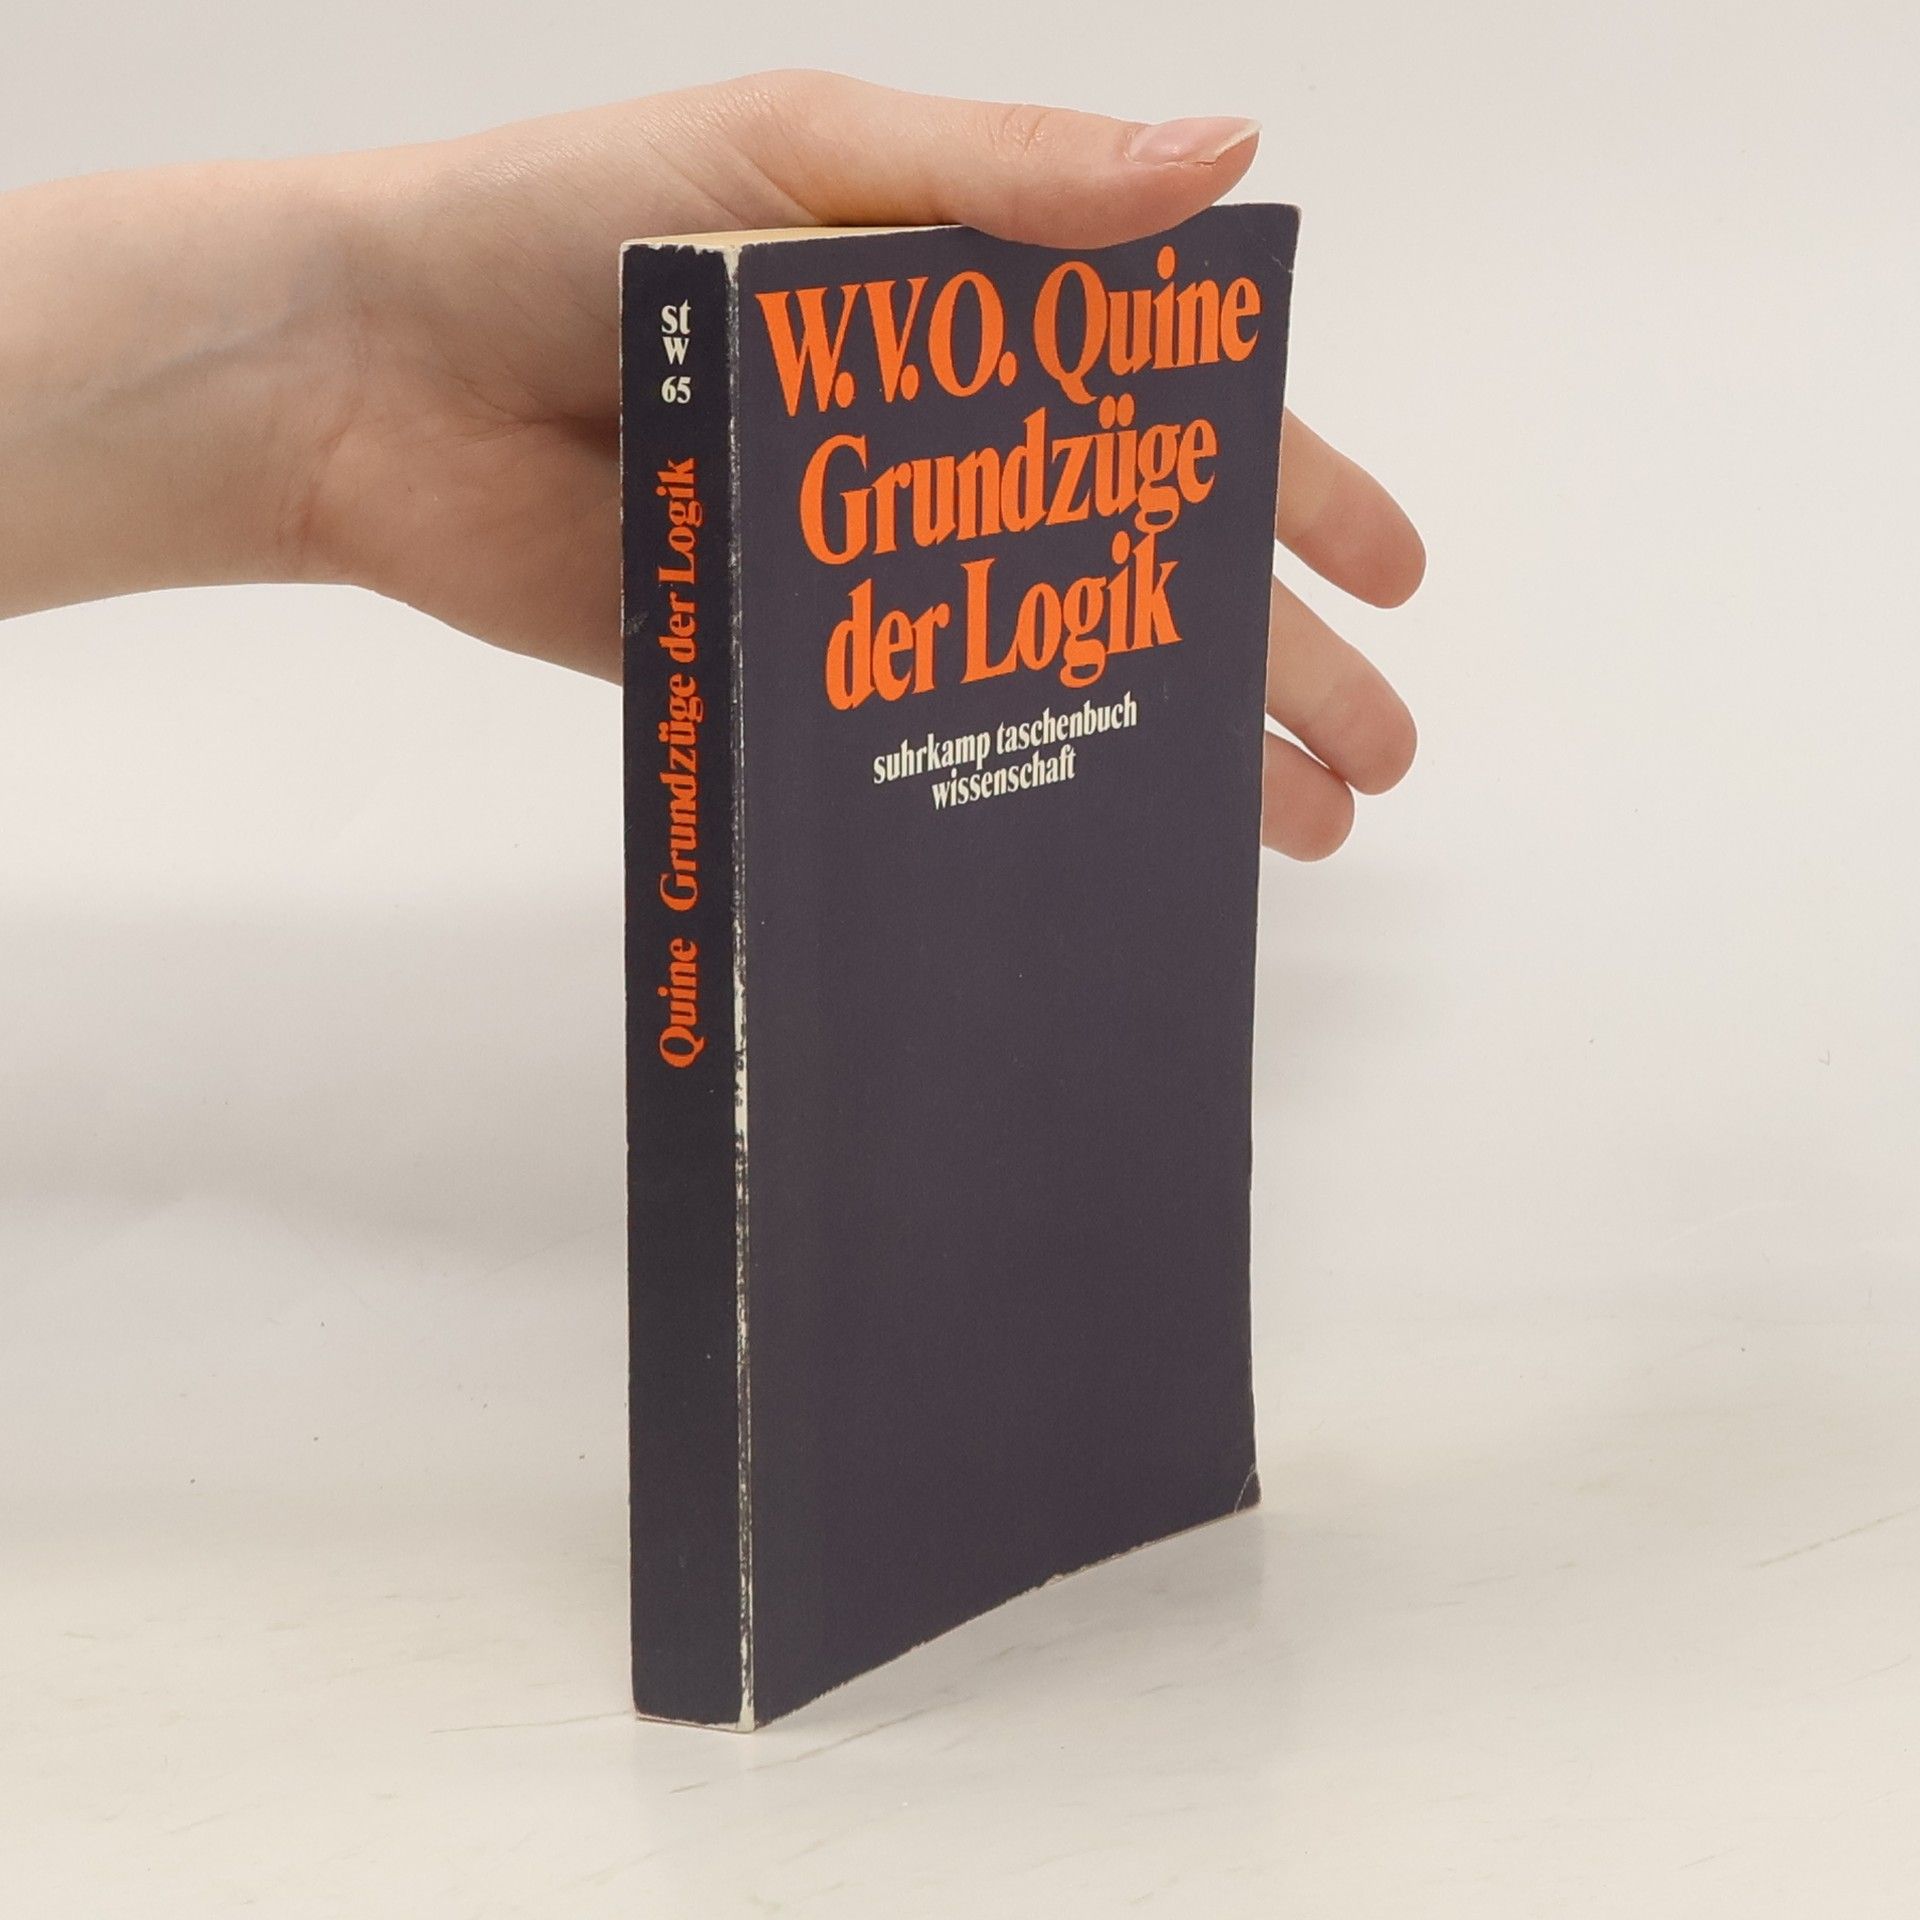 st
w
65
Quine Grundzüge der Logik
W.V.O. Quine
Grundzüge
der Logik
suhrkamp taschenbuch
wissenschaft